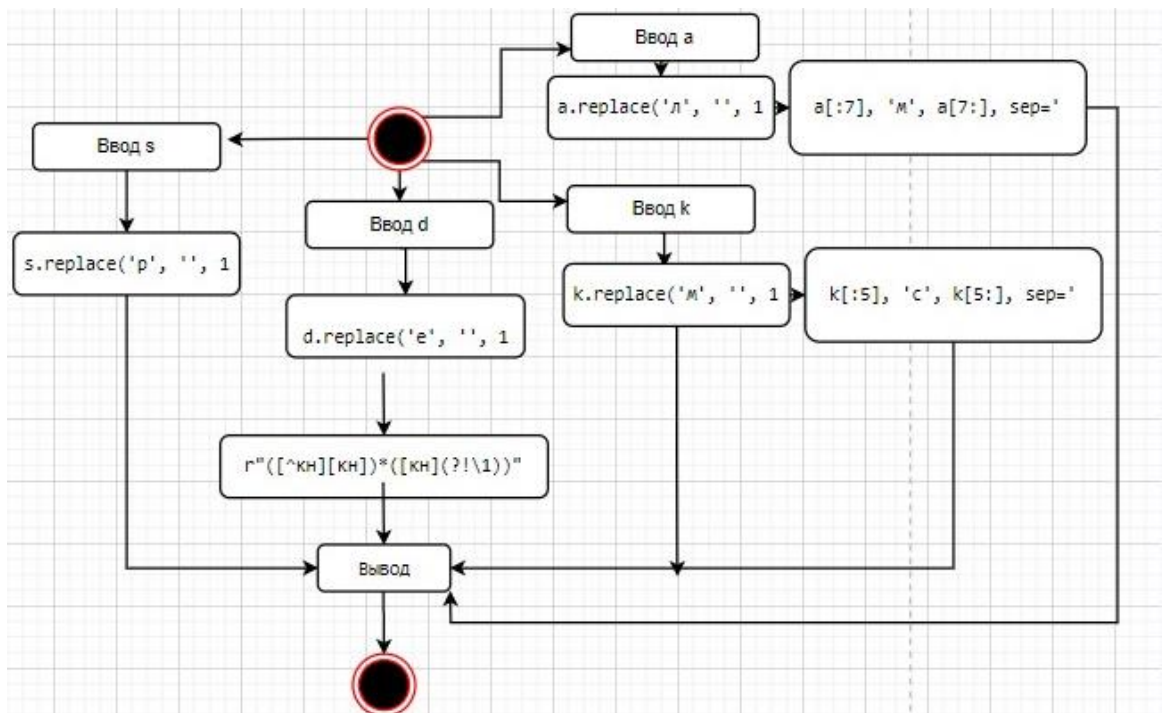 Ввод a
a.replace('л', '', 1
a[:7], 'м', a[7:], sep='
Ввод s
Ввод k
Ввод d
s.replace('р', '', 1
k.replace('м', '', 1
k[:5], 'с', k[5:], sep='
d.replace('е', '', 1
r"([^кн][кн])*([кн](?!\1))"
Вывод